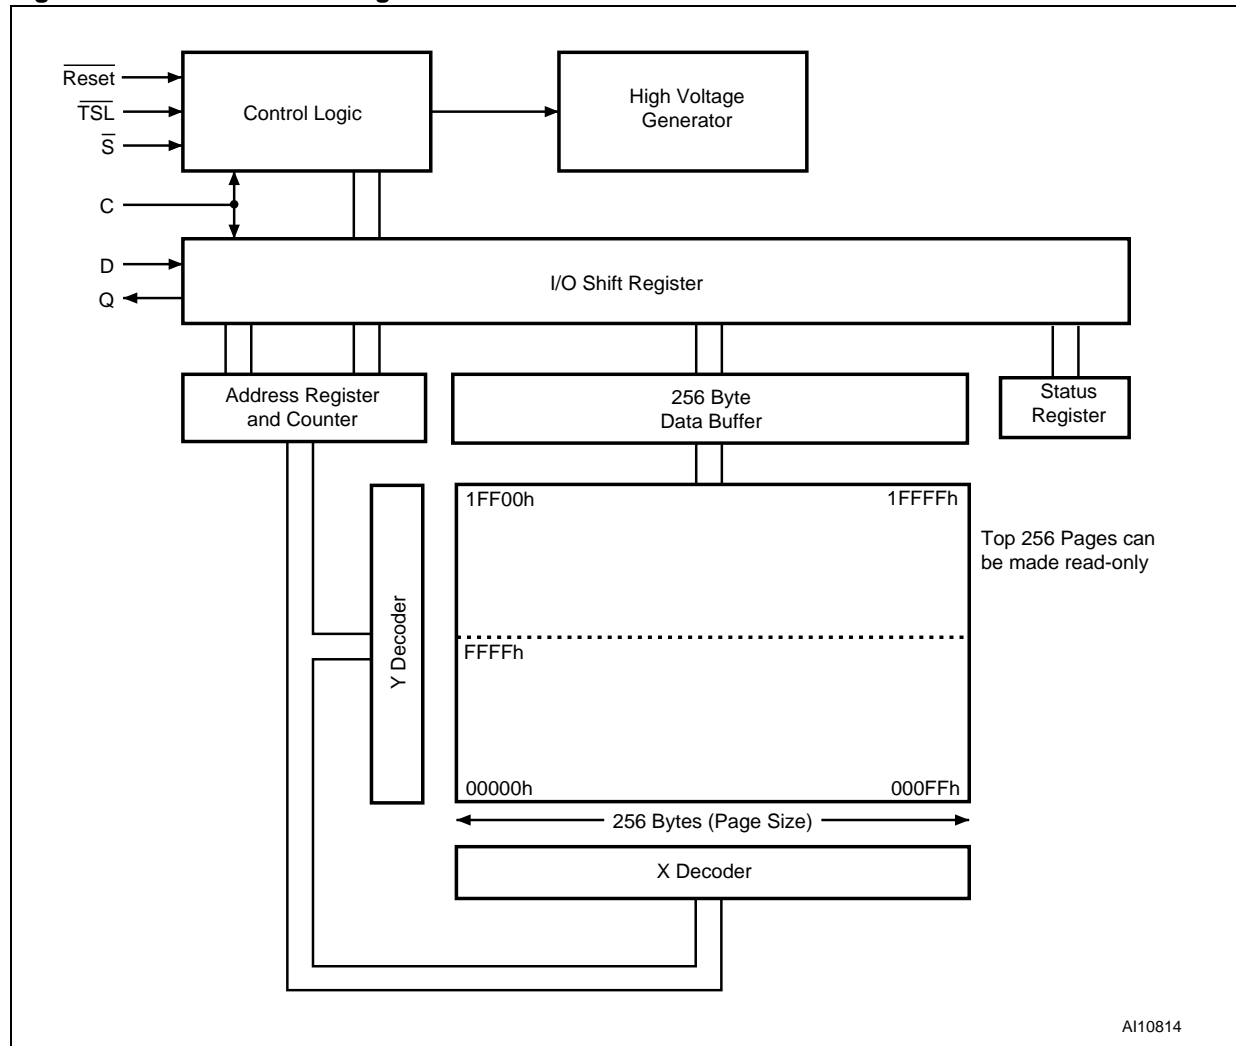 Reset
TSL
S
C
D
Q
Control Logic
High Voltage
Generator
I/O Shift Register
Address Register
and Counter
256 Byte
Data Buffer
Status
Register
1FF00h
1FFFFh
Top 256 Pages can
be made read-only
Y Decoder
FFFFh
00000h
000FFh
256 Bytes (Page Size)
X Decoder
AI10814